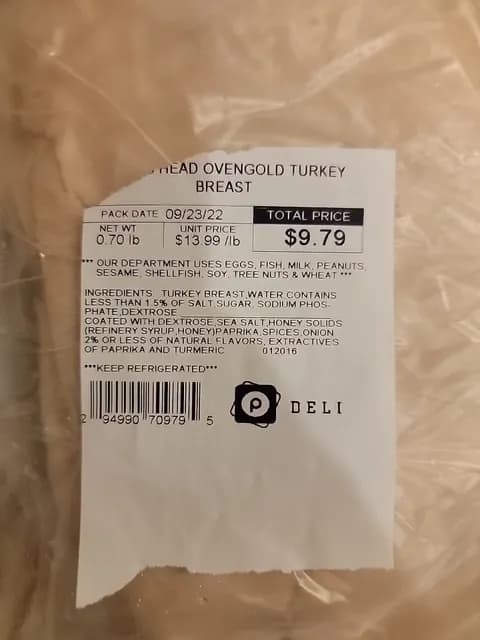 HEAD OVENGOLD TURKEY
BREAST
PACK DATE 09/23/22
TOTAL PRICE
NET WT
UNIT PRICE
0.70 lb
$13.99 /lb
$9.79
*** OUR DEPARTMENT USES EGGS, FISH, MILK, PEANUTS,
SESAME, SHELLFISH, SOY, TREE NUTS & WHEAT ***
INGREDIENTS TURKEY BREAST,WATER CONTAINS
LESS THAN 1.5% OF SALT,SUGAR, SODIUM PHOS-
PHATE,DEXTROSE
COATED WITH DEXTROSE,SEA SALT,HONEY SOLIDS
(REFINERY SYRUP,HONEY)PAPRIKA,SPICES,ONION
2% OR LESS OF NATURAL FLAVORS, EXTRACTIVES
OF PAPRIKA AND TURMERIC 012016
***KEEP REFRIGERATED***
2 94990 70979 5
P DELI